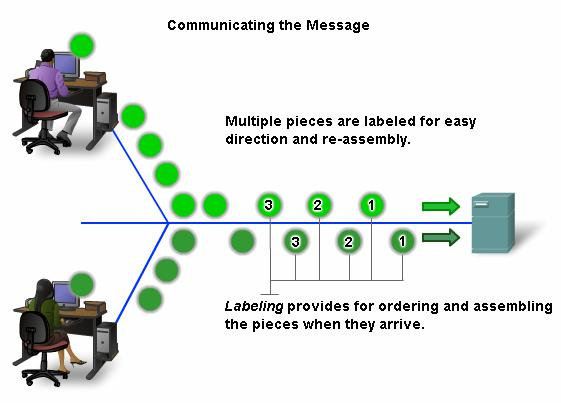 Communicating the Message
Multiple pieces are labeled for easy
direction and re-assembly.
3 2 1
3 2 1
Labeling provides for ordering and assembling
the pieces when they arrive.